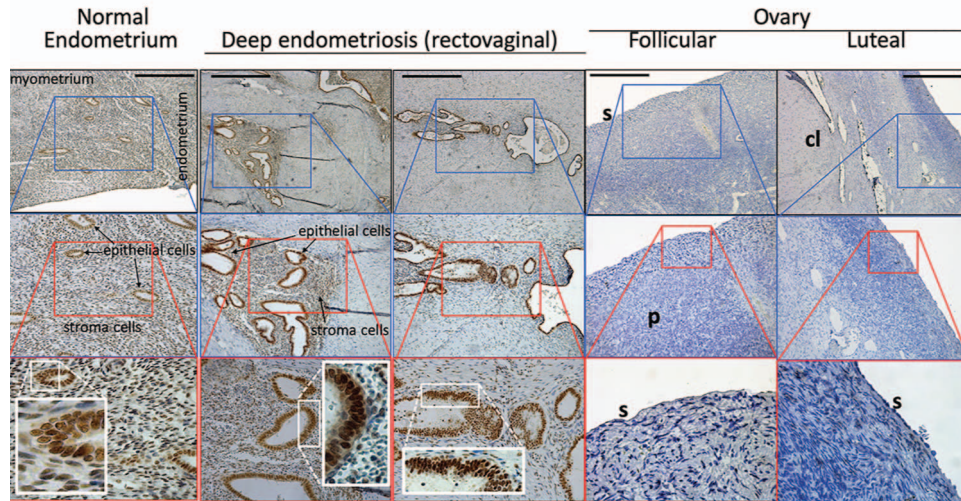 Normal
Endometrium
Deep endometriosis (rectovaginal)
Ovary
Follicular
Luteal
myometrium
endometrium
s
cl
epithelial cells
stroma cells
epithelial cells
stroma cells
p
s
s